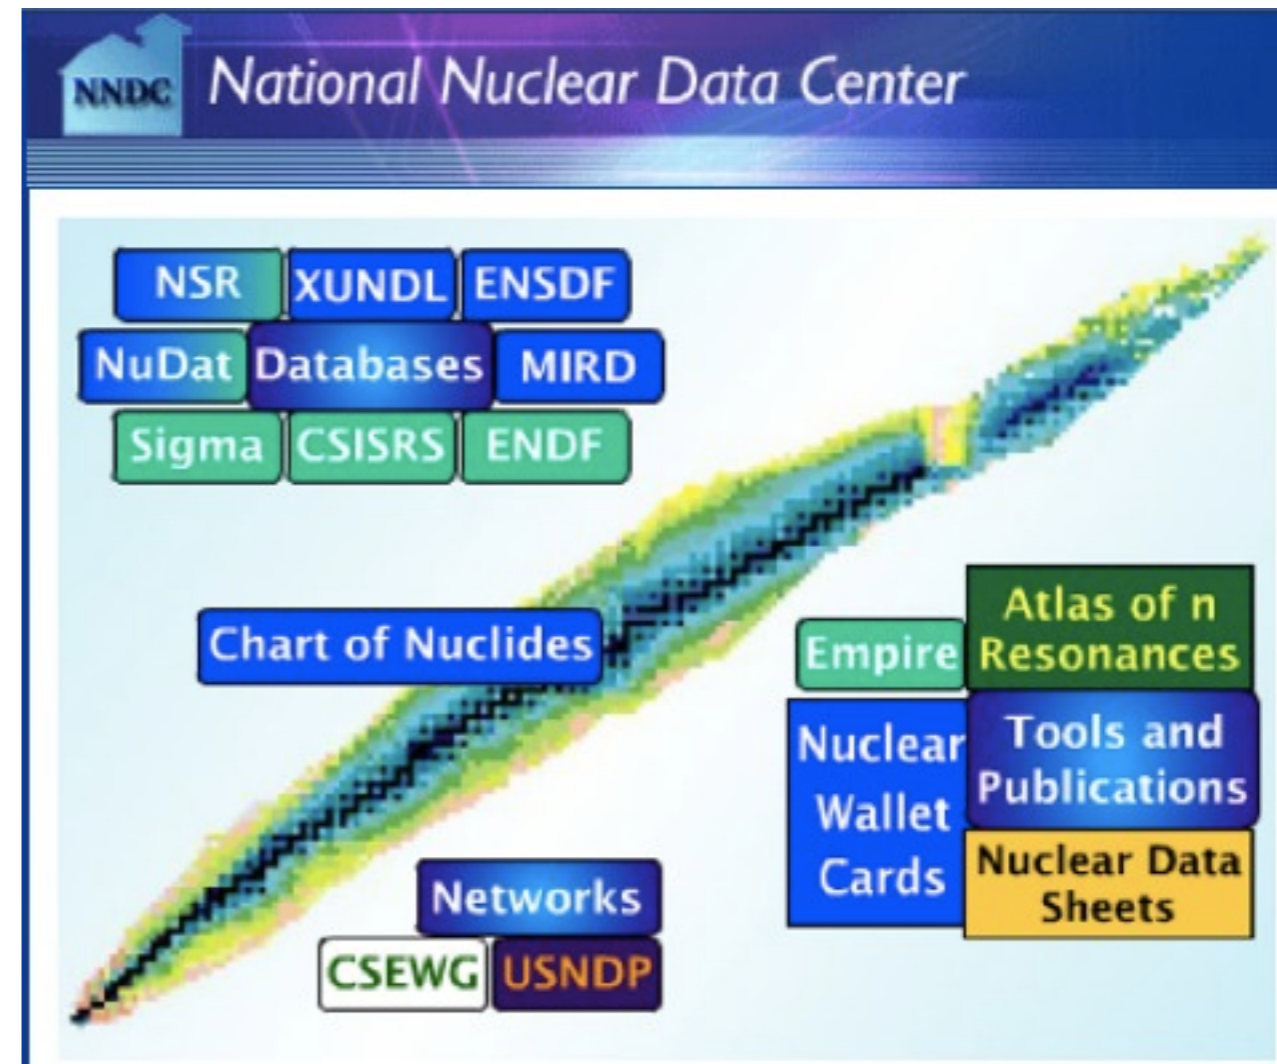 NNDC National Nuclear Data Center
NSR XUNDL ENSDF
NuDat Databases MIRD
Sigma CSISRS ENDF
Chart of Nuclides
Empire
Atlas of n
Resonances
Nuclear
Wallet
Cards
Tools and
Publications
Nuclear Data
Sheets
Networks
CSEWG USNDP